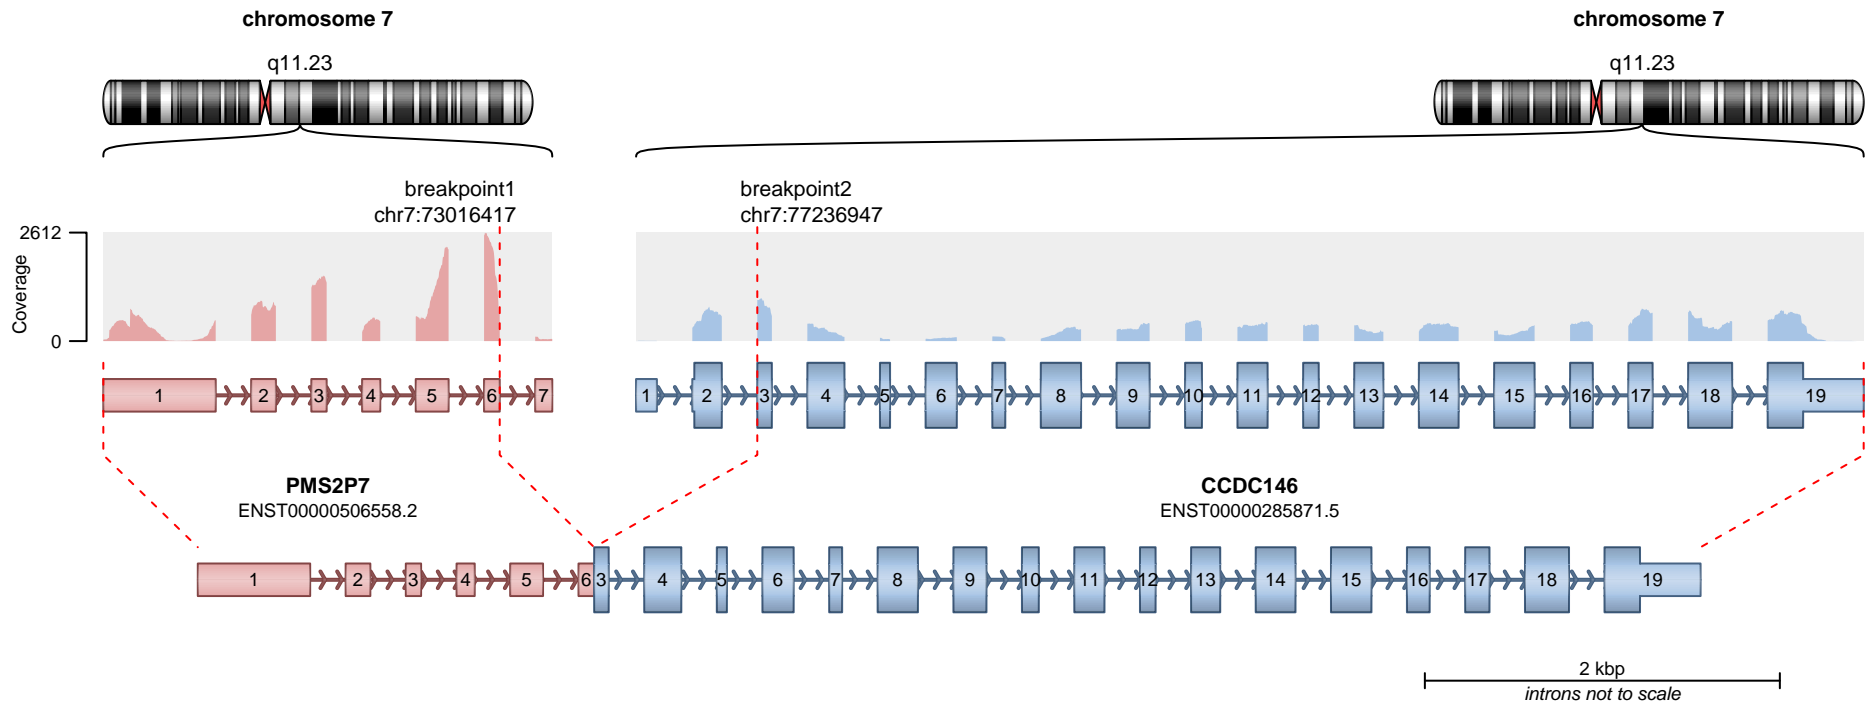 chromosome 7
chromosome 7
q11.23
q11.23
breakpoint1
chr7:73016417
breakpoint2
chr7:77236947
2612
Coverage
0
1 2 3 4 5 6 7
1 2 3 4 5 6 7 8 9 10 11 12 13 14 15 16 17 18 19
PMS2P7
ENST00000506558.2
CCDC146
ENST00000285871.5
1 2 3 4 5 6 3 4 5 6 7 8 9 10 11 12 13 14 15 16 17 18 19
2 kbp
introns not to scale